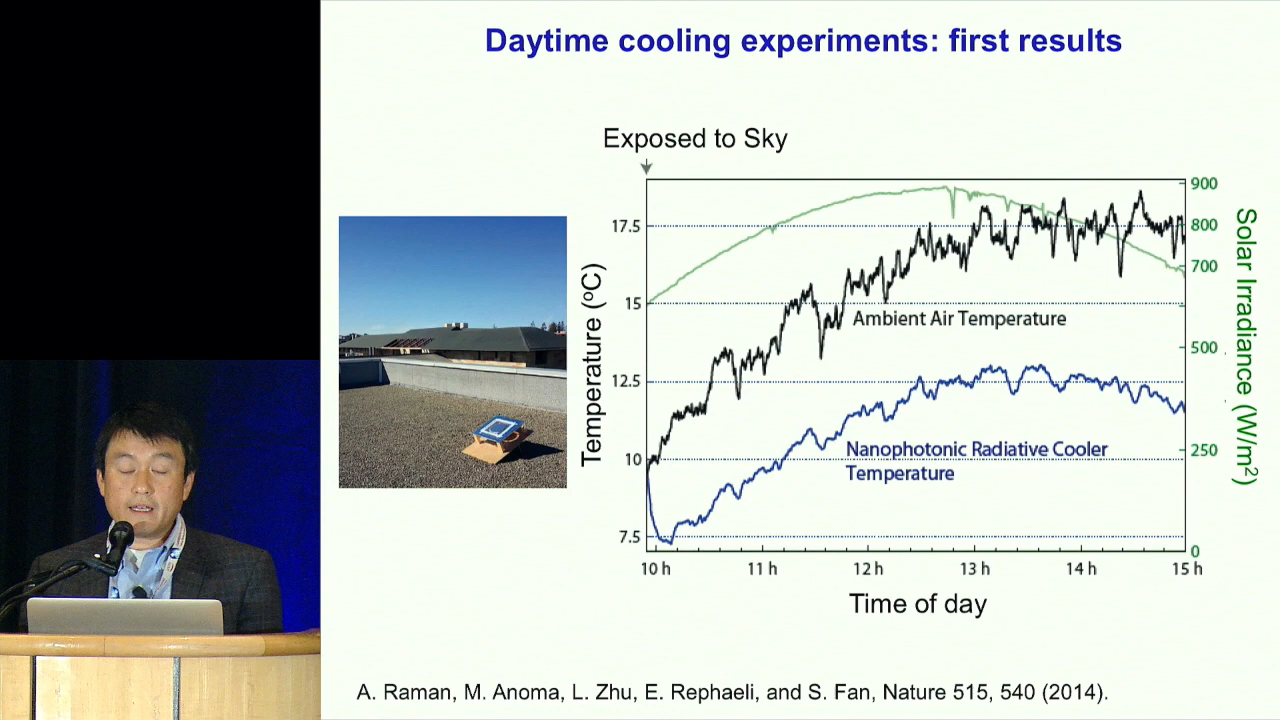 Daytime cooling experiments: first results
Exposed to Sky
Temperature (ºC)
17.5
15
12.5
10
7.5
Ambient Air Temperature
Nanophotonic Radiative Cooler
Temperature
900
800
700
500
250
0
Solar Irradiance (W/m²)
10 h
11 h
12 h
13 h
14 h
15 h
Time of day
A. Raman, M. Anoma, L. Zhu, E. Rephaeli, and S. Fan, Nature 515, 540 (2014).